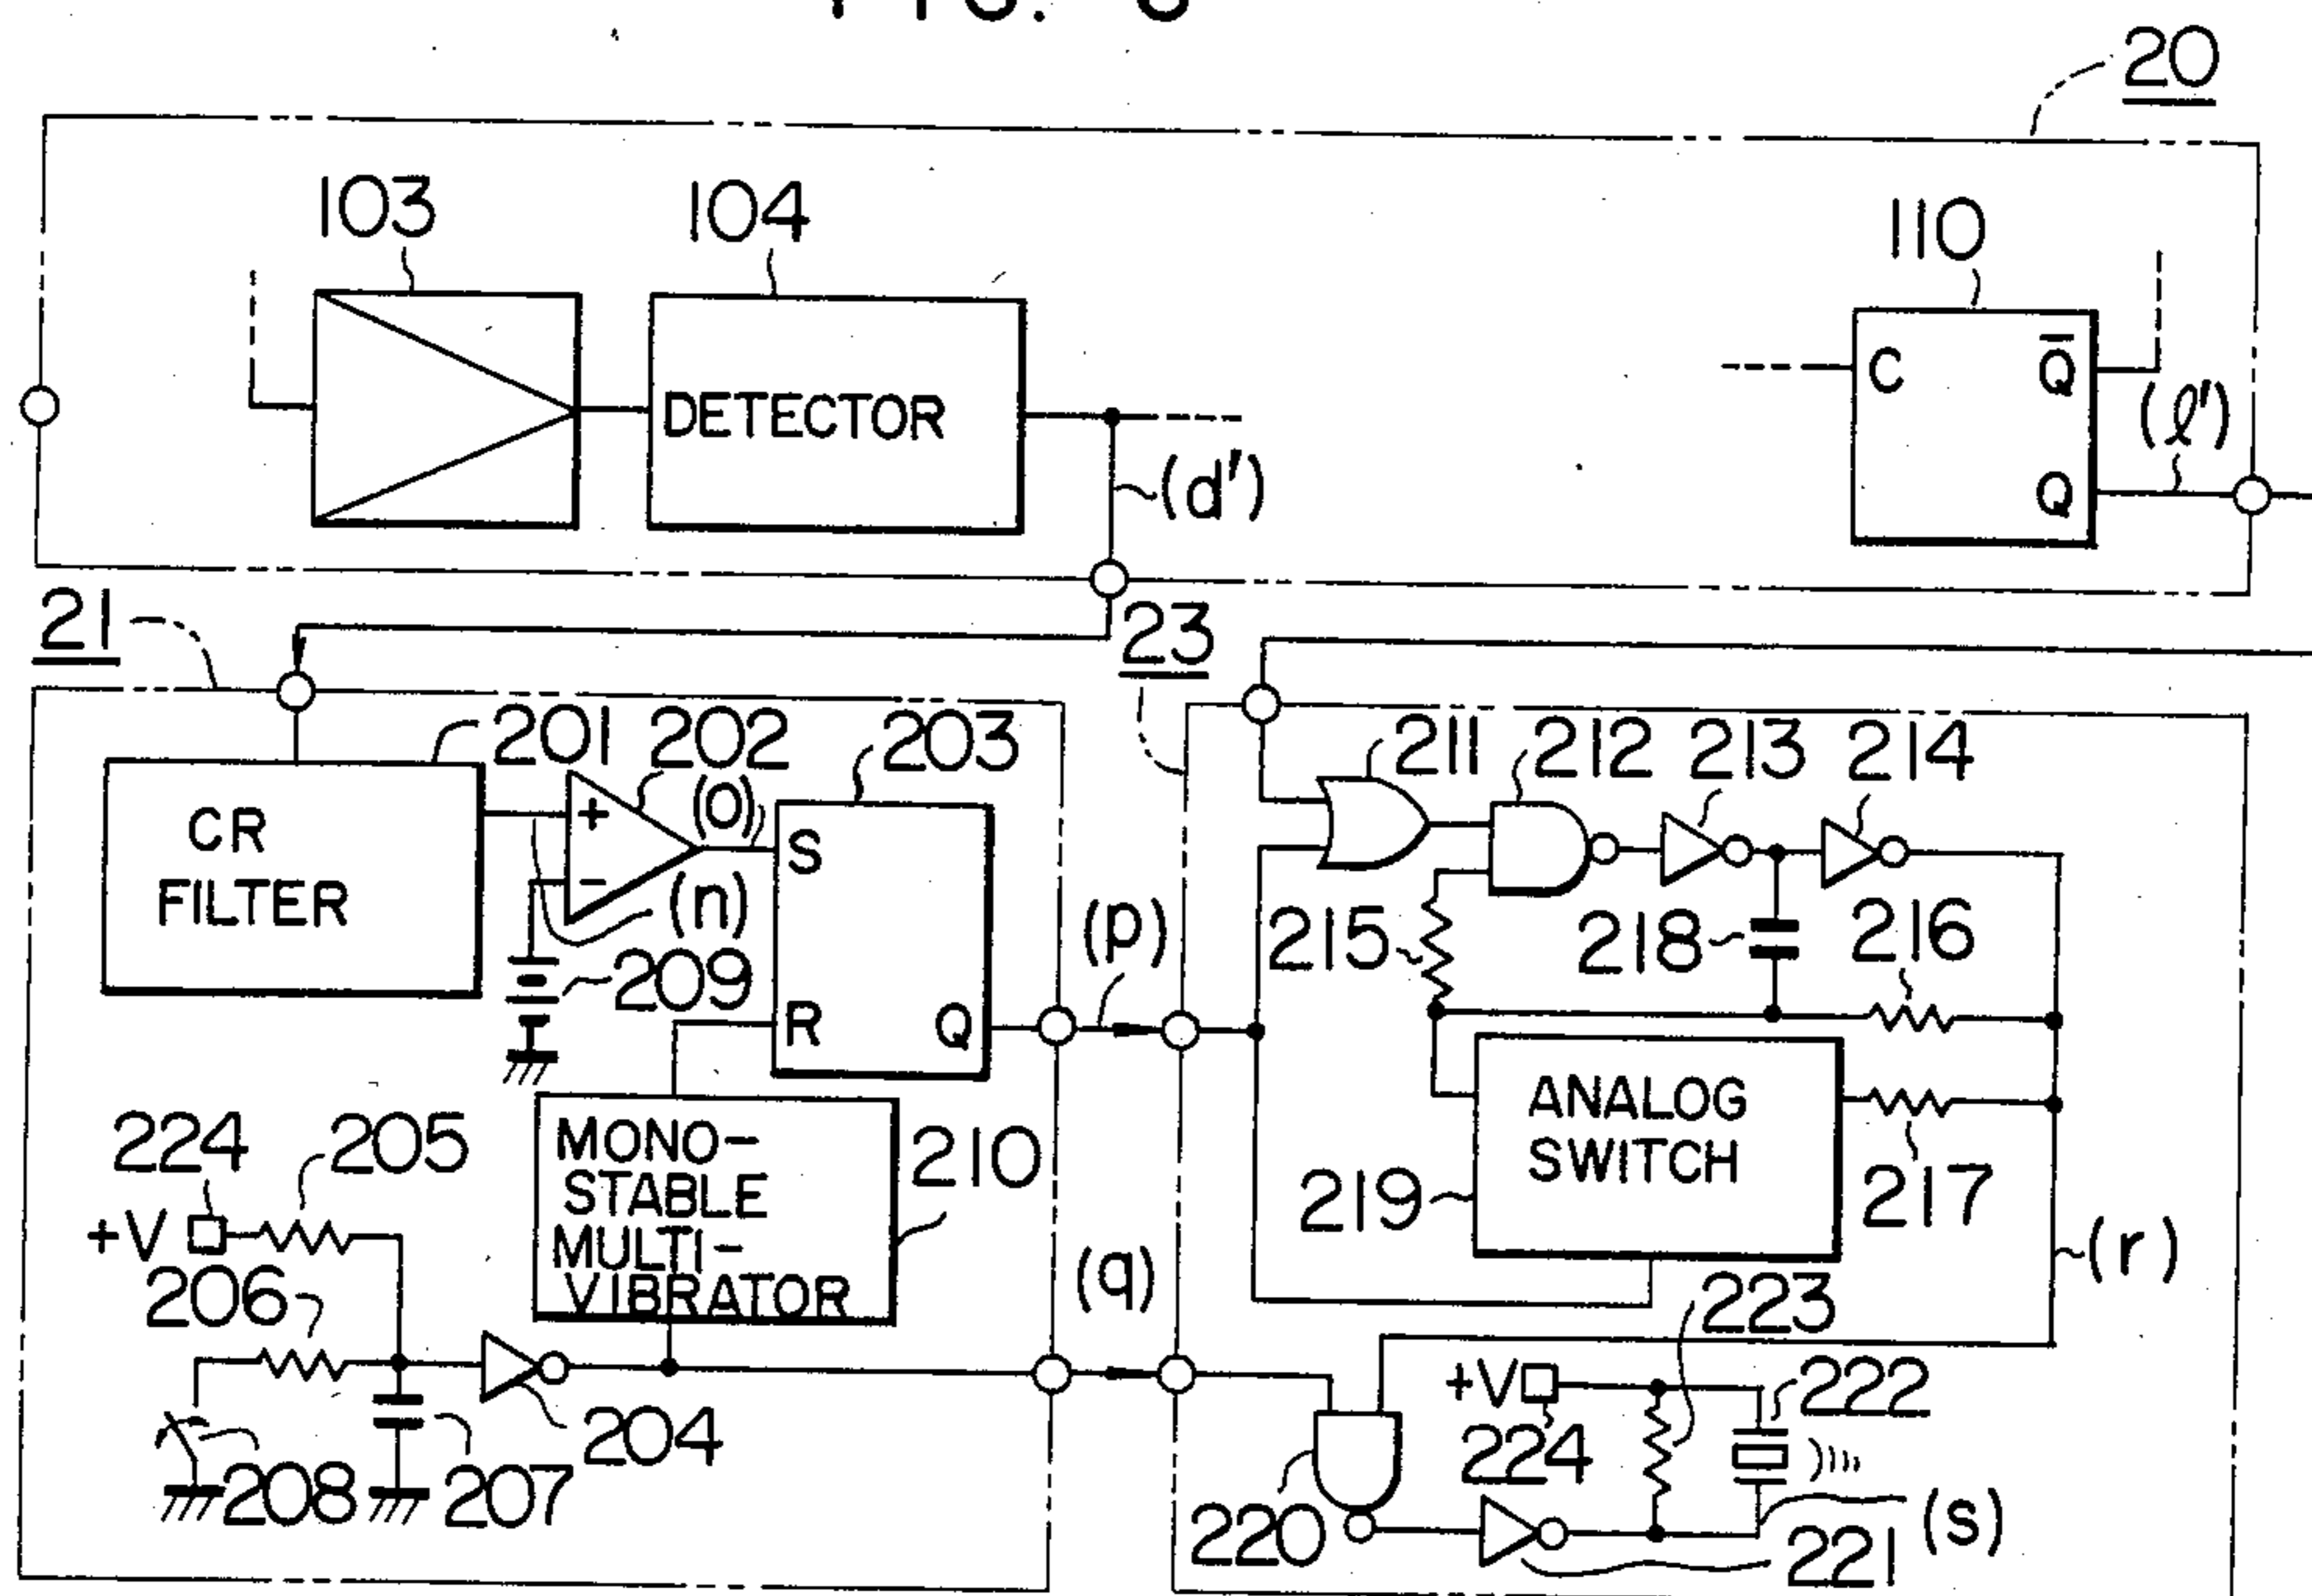 20
103
104
110
DETECTOR
C
Q̅
(ℓ')
Q
(d')
21
23
201
202
203
(o)
211
212
213
214
CR
FILTER
+
−
S
(n)
209
(p)
215
218
216
R
Q
224
205
MONO-
STABLE
MULTI-
VIBRATOR
210
ANALOG
SWITCH
219
217
+V
206
(q)
(r)
223
204
+V
224
222
208
207
220
221
(s)